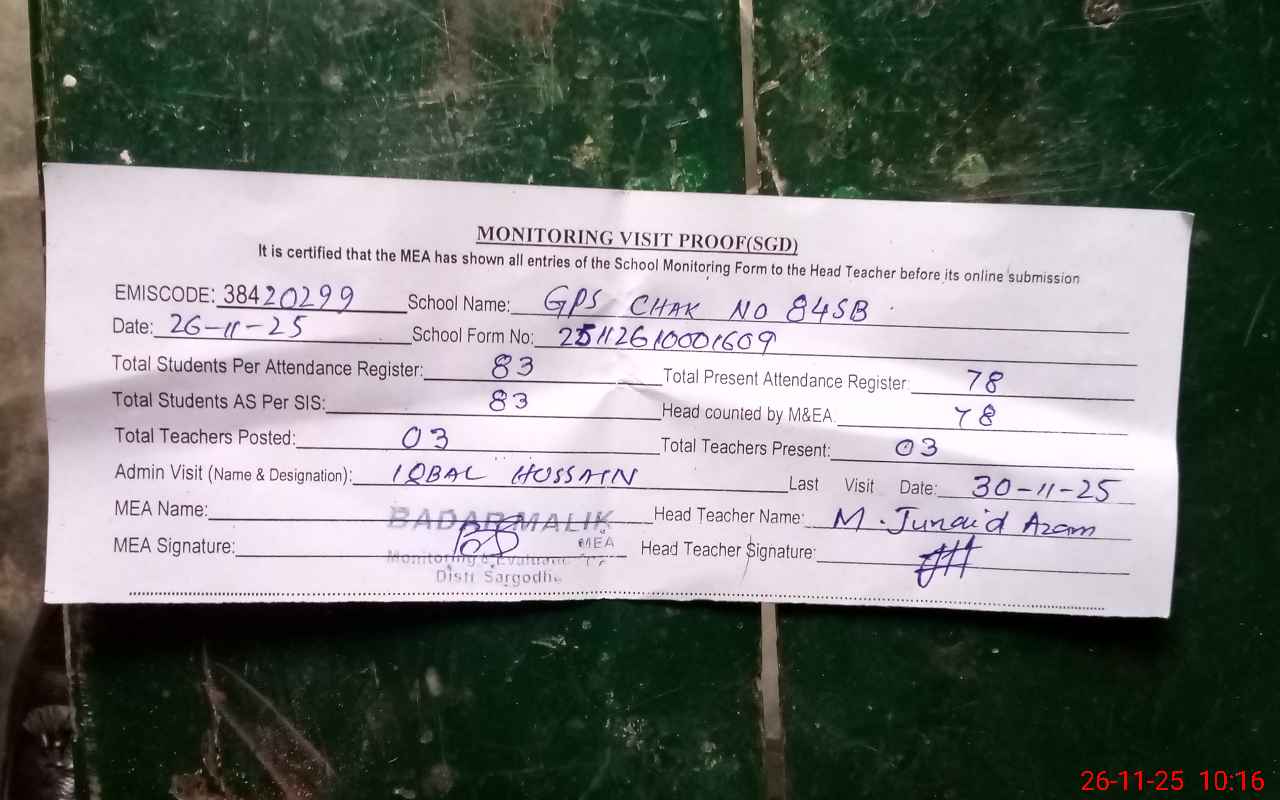 MONITORING VISIT PROOF(SGD)
It is certified that the MEA has shown all entries of the School Monitoring Form to the Head Teacher before its online submission
EMISCODE: 38420299 School Name: GPS CHAK NO 84SB
Date: 26-11-25 School Form No: 25112610001609
Total Students Per Attendance Register: 83 Total Present Attendance Register: 78
Total Students AS Per SIS: 83 Head counted by M&EA. 78
Total Teachers Posted: 03 Total Teachers Present: 03
Admin Visit (Name & Designation): IQBAL HUSSAIN Last Visit Date: 30-11-25
MEA Name: BADAR MALIK Head Teacher Name: M. Junaid Azam
MEA Signature: MEA Head Teacher Signature:
Monitoring & Evaluation
Distt Sargodha
26-11-25 10:16